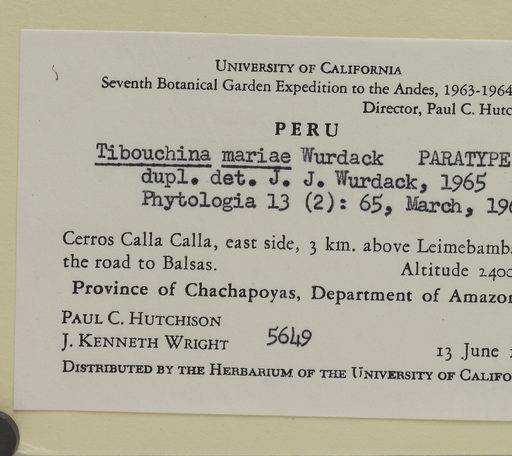 UNIVERSITY OF CALIFORNIA
Seventh Botanical Garden Expedition to the Andes, 1963-1964
Director, Paul C. Hutc
PERU
Tibouchina mariae Wurdack PARATYPE
dupl. det. J. J. Wurdack, 1965
Phytologia 13 (2): 65, March, 196
Cerros Calla Calla, east side, 3 km. above Leimebamb
the road to Balsas. Altitude 2400
Province of Chachapoyas, Department of Amazon
PAUL C. HUTCHISON
J. KENNETH WRIGHT 5649 13 June
DISTRIBUTED BY THE HERBARIUM OF THE UNIVERSITY OF CALIFO